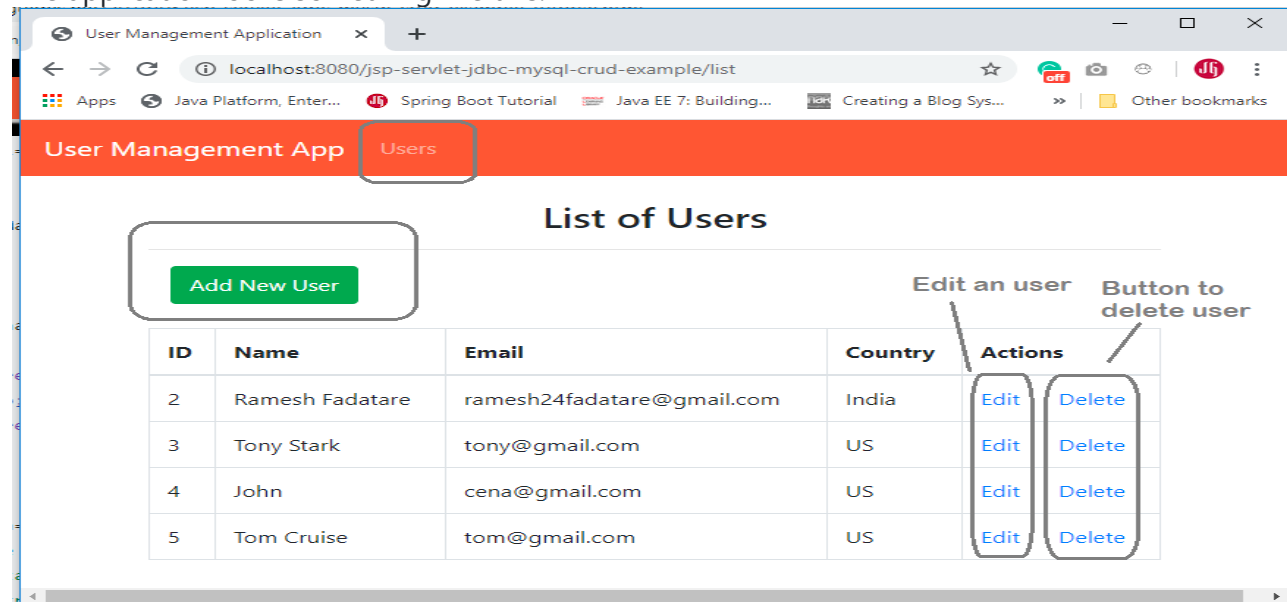 User Management Application
localhost:8080/jsp-servlet-jdbc-mysql-crud-example/list
off
JG
Apps Java Platform, Enter... JG Spring Boot Tutorial Java EE 7: Building... Creating a Blog Sys... » Other bookmarks
User Management App Users
List of Users
Add New User
Edit an user
Button to
delete user
ID Name Email Country Actions
2 Ramesh Fadatare ramesh24fadatare@gmail.com India Edit Delete
3 Tony Stark tony@gmail.com US Edit Delete
4 John cena@gmail.com US Edit Delete
5 Tom Cruise tom@gmail.com US Edit Delete